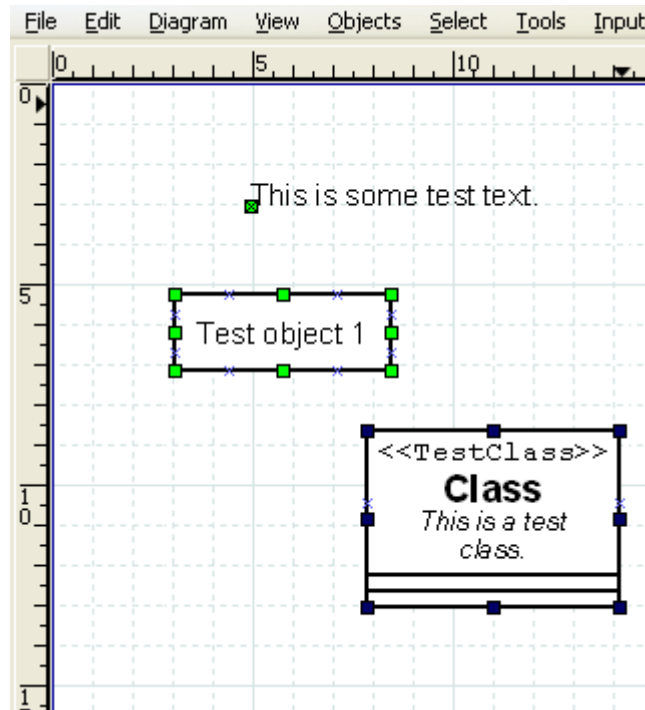 File Edit Diagram View Objects Select Tools Input
0 5 10
0
This is some test text.
5
Test object 1
<<TestClass>>
Class
1
0
This is a test
class.
1